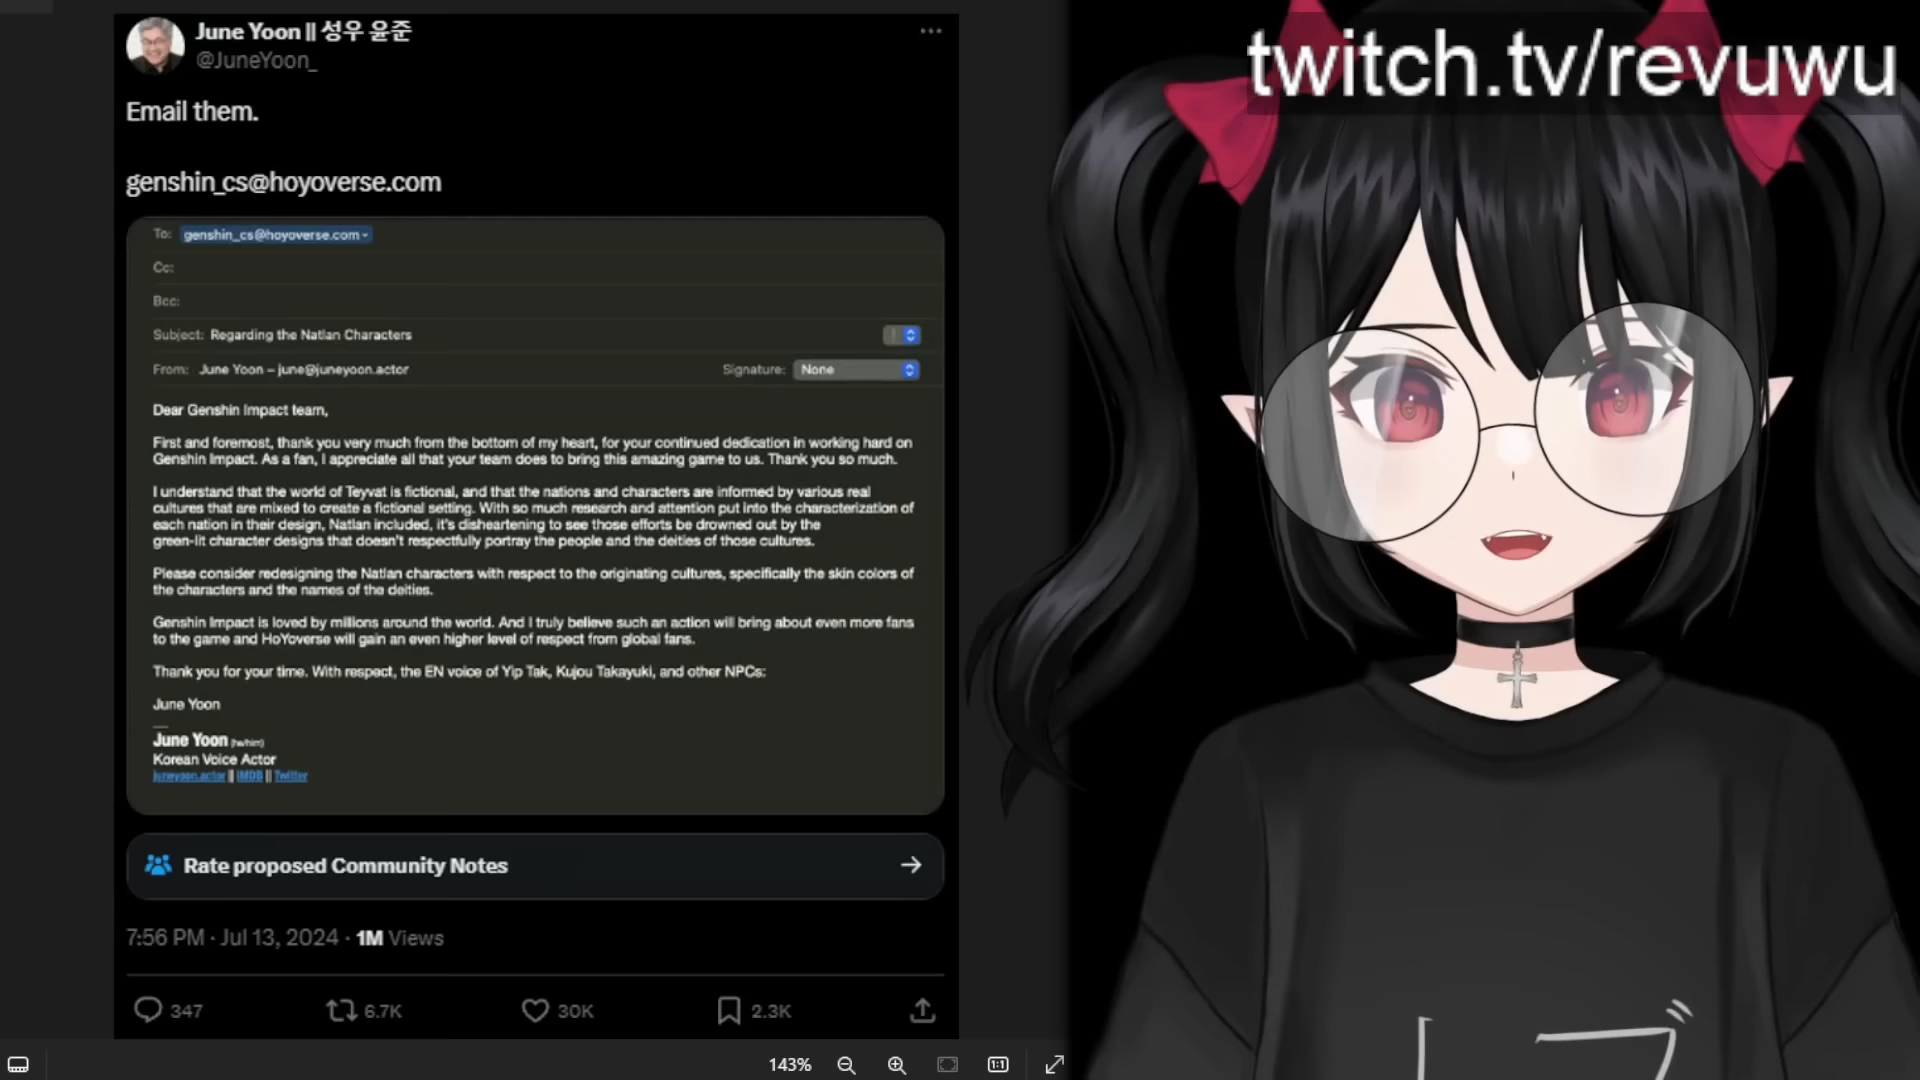 June Yoon || 성우 윤준
@JuneYoon_
Email them.
genshin_cs@hoyoverse.com
To: genshin_cs@hoyoverse.com
Cc:
Bcc:
Subject: Regarding the Natlan Characters
From: June Yoon – june@juneyoon.actor
Signature: None
Dear Genshin Impact team,
First and foremost, thank you very much from the bottom of my heart, for your continued dedication in working hard on
Genshin Impact. As a fan, I appreciate all that your team does to bring this amazing game to us. Thank you so much.
I understand that the world of Teyvat is fictional, and that the nations and characters are informed by various real
cultures that are mixed to create a fictional setting. With so much research and attention put into the characterization of
each nation in their design, Natlan included, it's disheartening to see those efforts be drowned out by the
green-lit character designs that doesn't respectfully portray the people and the deities of those cultures.
Please consider redesigning the Natlan characters with respect to the originating cultures, specifically the skin colors of
the characters and the names of the deities.
Genshin Impact is loved by millions around the world. And I truly believe such an action will bring about even more fans
to the game and HoYoverse will gain an even higher level of respect from global fans.
Thank you for your time. With respect, the EN voice of Yip Tak, Kujou Takayuki, and other NPCs:
June Yoon
—
June Yoon (he/him)
Korean Voice Actor
juneyoon.actor || IMDB || Twitter
Rate proposed Community Notes
7:56 PM · Jul 13, 2024 · 1M Views
347 6.7K 30K 2.3K
143%
1:1
twitch.tv/revuwu